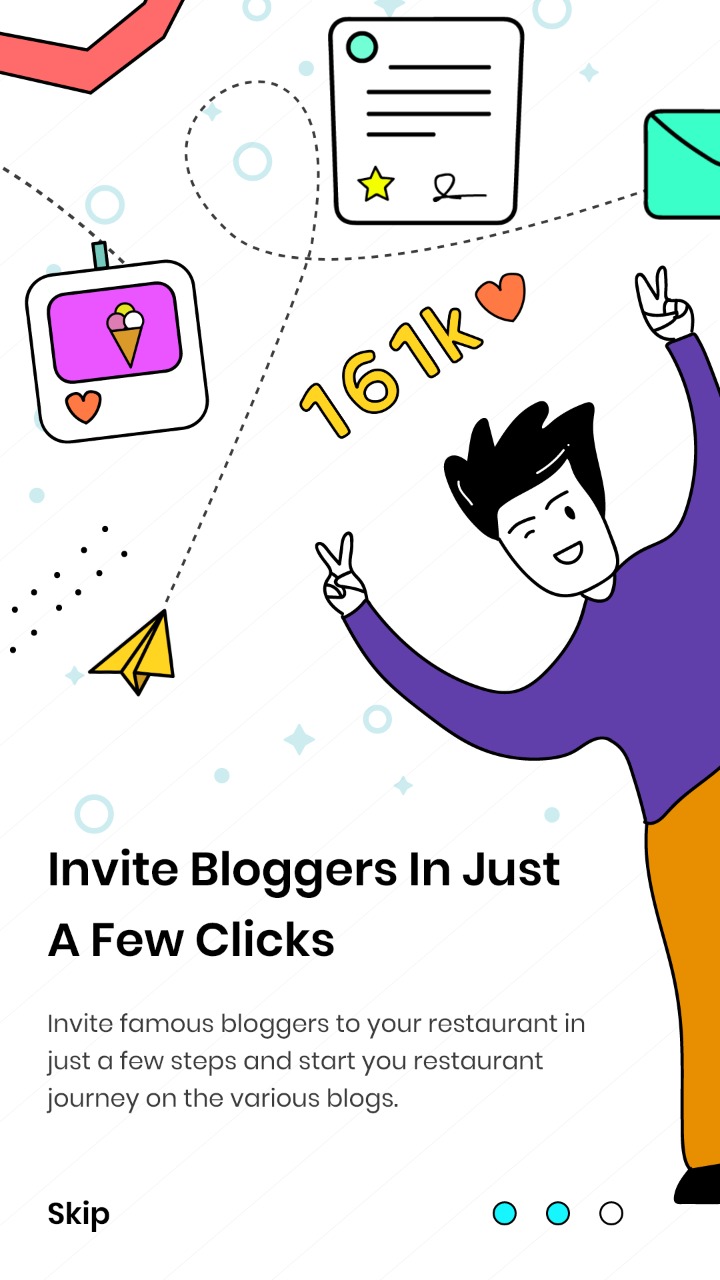 161k
Invite Bloggers In Just
A Few Clicks
Invite famous bloggers to your restaurant in
just a few steps and start you restaurant
journey on the various blogs.
Skip